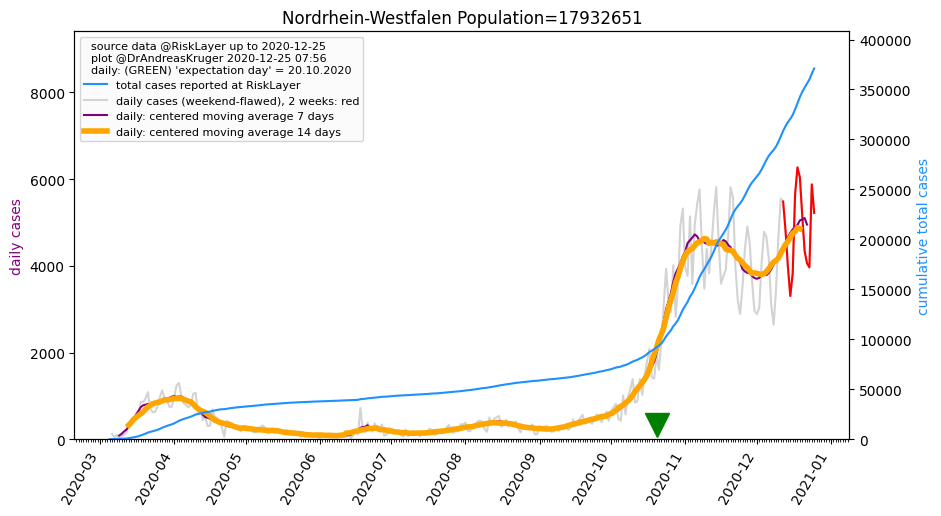 Nordrhein-Westfalen Population=17932651
source data @RiskLayer up to 2020-12-25
plot @DrAndreasKruger 2020-12-25 07:56
daily: (GREEN) 'expectation day' = 20.10.2020
total cases reported at RiskLayer
daily cases (weekend-flawed), 2 weeks: red
daily: centered moving average 7 days
daily: centered moving average 14 days
daily cases
8000
6000
4000
2000
0
400000
350000
300000
250000
200000
150000
100000
50000
0
cumulative total cases
2020-03
2020-04
2020-05
2020-06
2020-07
2020-08
2020-09
2020-10
2020-11
2020-12
2021-01